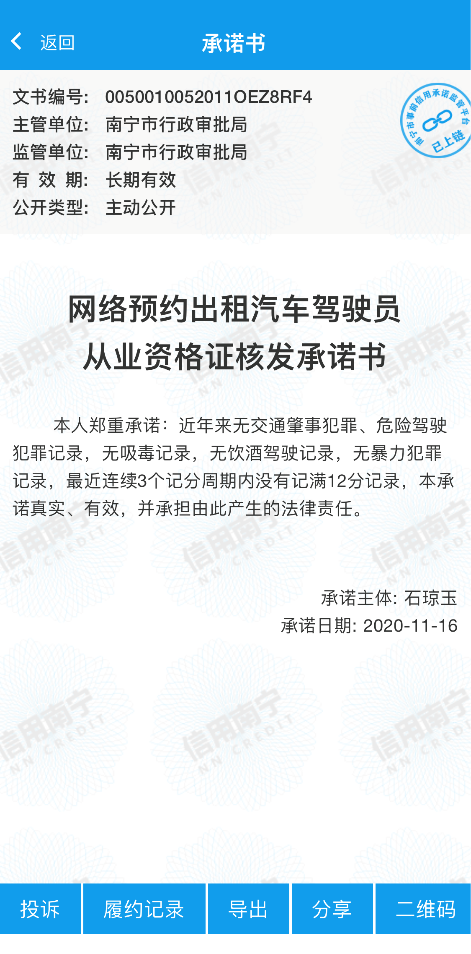 返回
承诺书
文书编号: 0050010052011OEZ8RF4
主管单位: 南宁市行政审批局
监管单位: 南宁市行政审批局
有 效 期: 长期有效
公开类型: 主动公开
南宁市事前信用承诺监管平台
已上链
网络预约出租汽车驾驶员
从业资格证核发承诺书
本人郑重承诺：近年来无交通肇事犯罪、危险驾驶
犯罪记录，无吸毒记录，无饮酒驾驶记录，无暴力犯罪
记录，最近连续3个记分周期内没有记满12分记录，本承
诺真实、有效，并承担由此产生的法律责任。
承诺主体: 石琼玉
承诺日期: 2020-11-16
信用南宁
NN CREDIT
投诉
履约记录
导出
分享
二维码